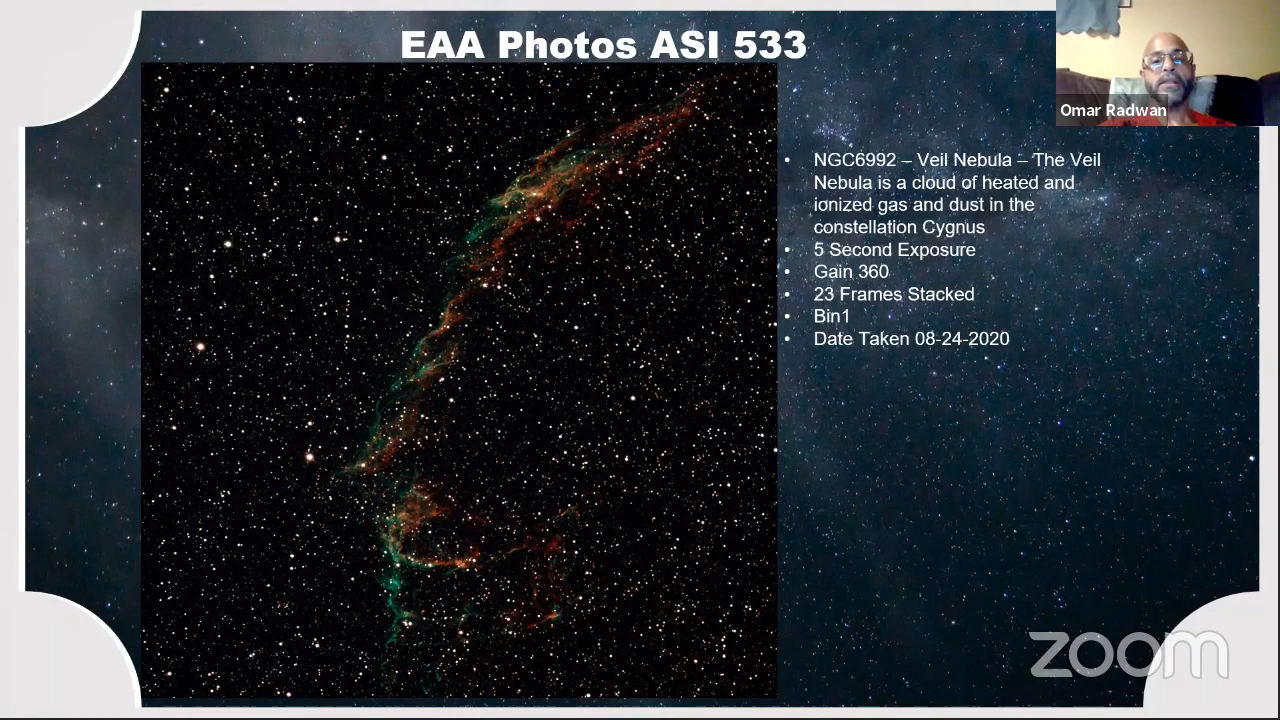 EAA Photos ASI 533
Omar Radwan
• NGC6992 – Veil Nebula – The Veil
Nebula is a cloud of heated and
ionized gas and dust in the
constellation Cygnus
• 5 Second Exposure
• Gain 360
• 23 Frames Stacked
• Bin1
• Date Taken 08-24-2020
zoom